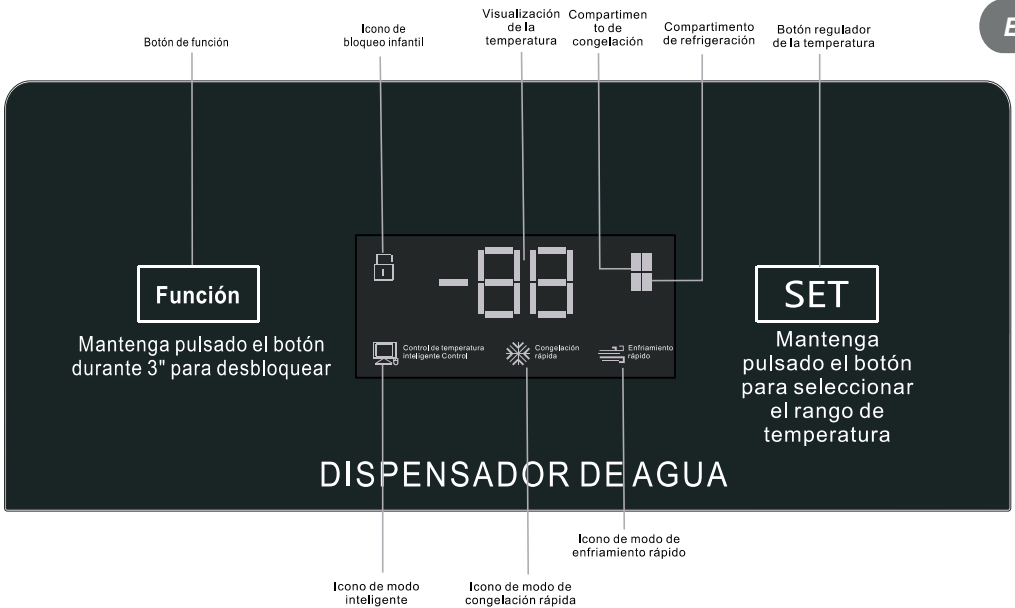 Botón de función
Icono de
bloqueo infantil
Visualización
de la
temperatura
Compartimen
to de
congelación
Compartimento
de refrigeración
Botón regulador
de la temperatura
E
Función
Mantenga pulsado el botón
durante 3" para desbloquear
-88
Control de temperatura
inteligente Control
Congelación
rápida
Enfriamiento
rápido
SET
Mantenga
pulsado el botón
para seleccionar
el rango de
temperatura
DISPENSADOR DE AGUA
Icono de modo
inteligente
Icono de modo de
congelación rápida
Icono de modo de
enfriamiento rápido